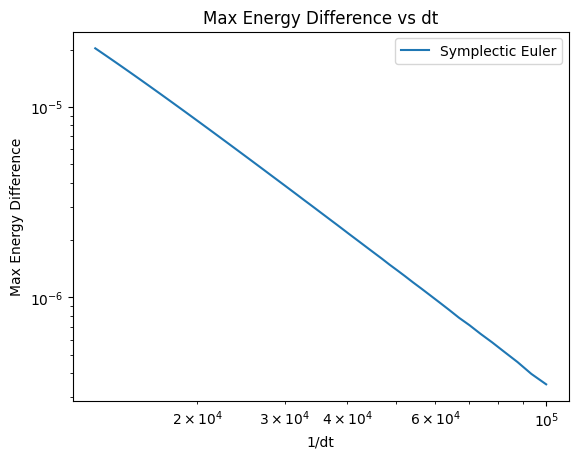 Max Energy Difference vs dt
Symplectic Euler
Max Energy Difference
10⁻⁵
10⁻⁶
2 × 10⁴
3 × 10⁴
4 × 10⁴
6 × 10⁴
10⁵
1/dt